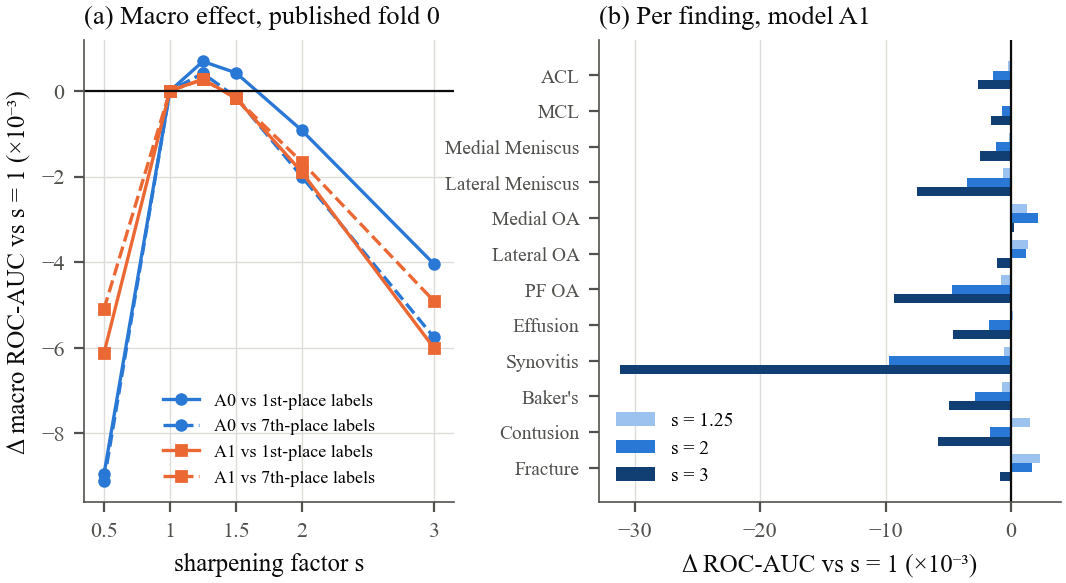 (a) Macro effect, published fold 0
Δ macro ROC-AUC vs s = 1 (×10⁻³)
0
−2
−4
−6
−8
A0 vs 1st-place labels
A0 vs 7th-place labels
A1 vs 1st-place labels
A1 vs 7th-place labels
0.5 1 1.5 2 3
sharpening factor s
(b) Per finding, model A1
ACL
MCL
Medial Meniscus
Lateral Meniscus
Medial OA
Lateral OA
PF OA
Effusion
Synovitis
Baker's
Contusion
Fracture
s = 1.25
s = 2
s = 3
−30 −20 −10 0
Δ ROC-AUC vs s = 1 (×10⁻³)